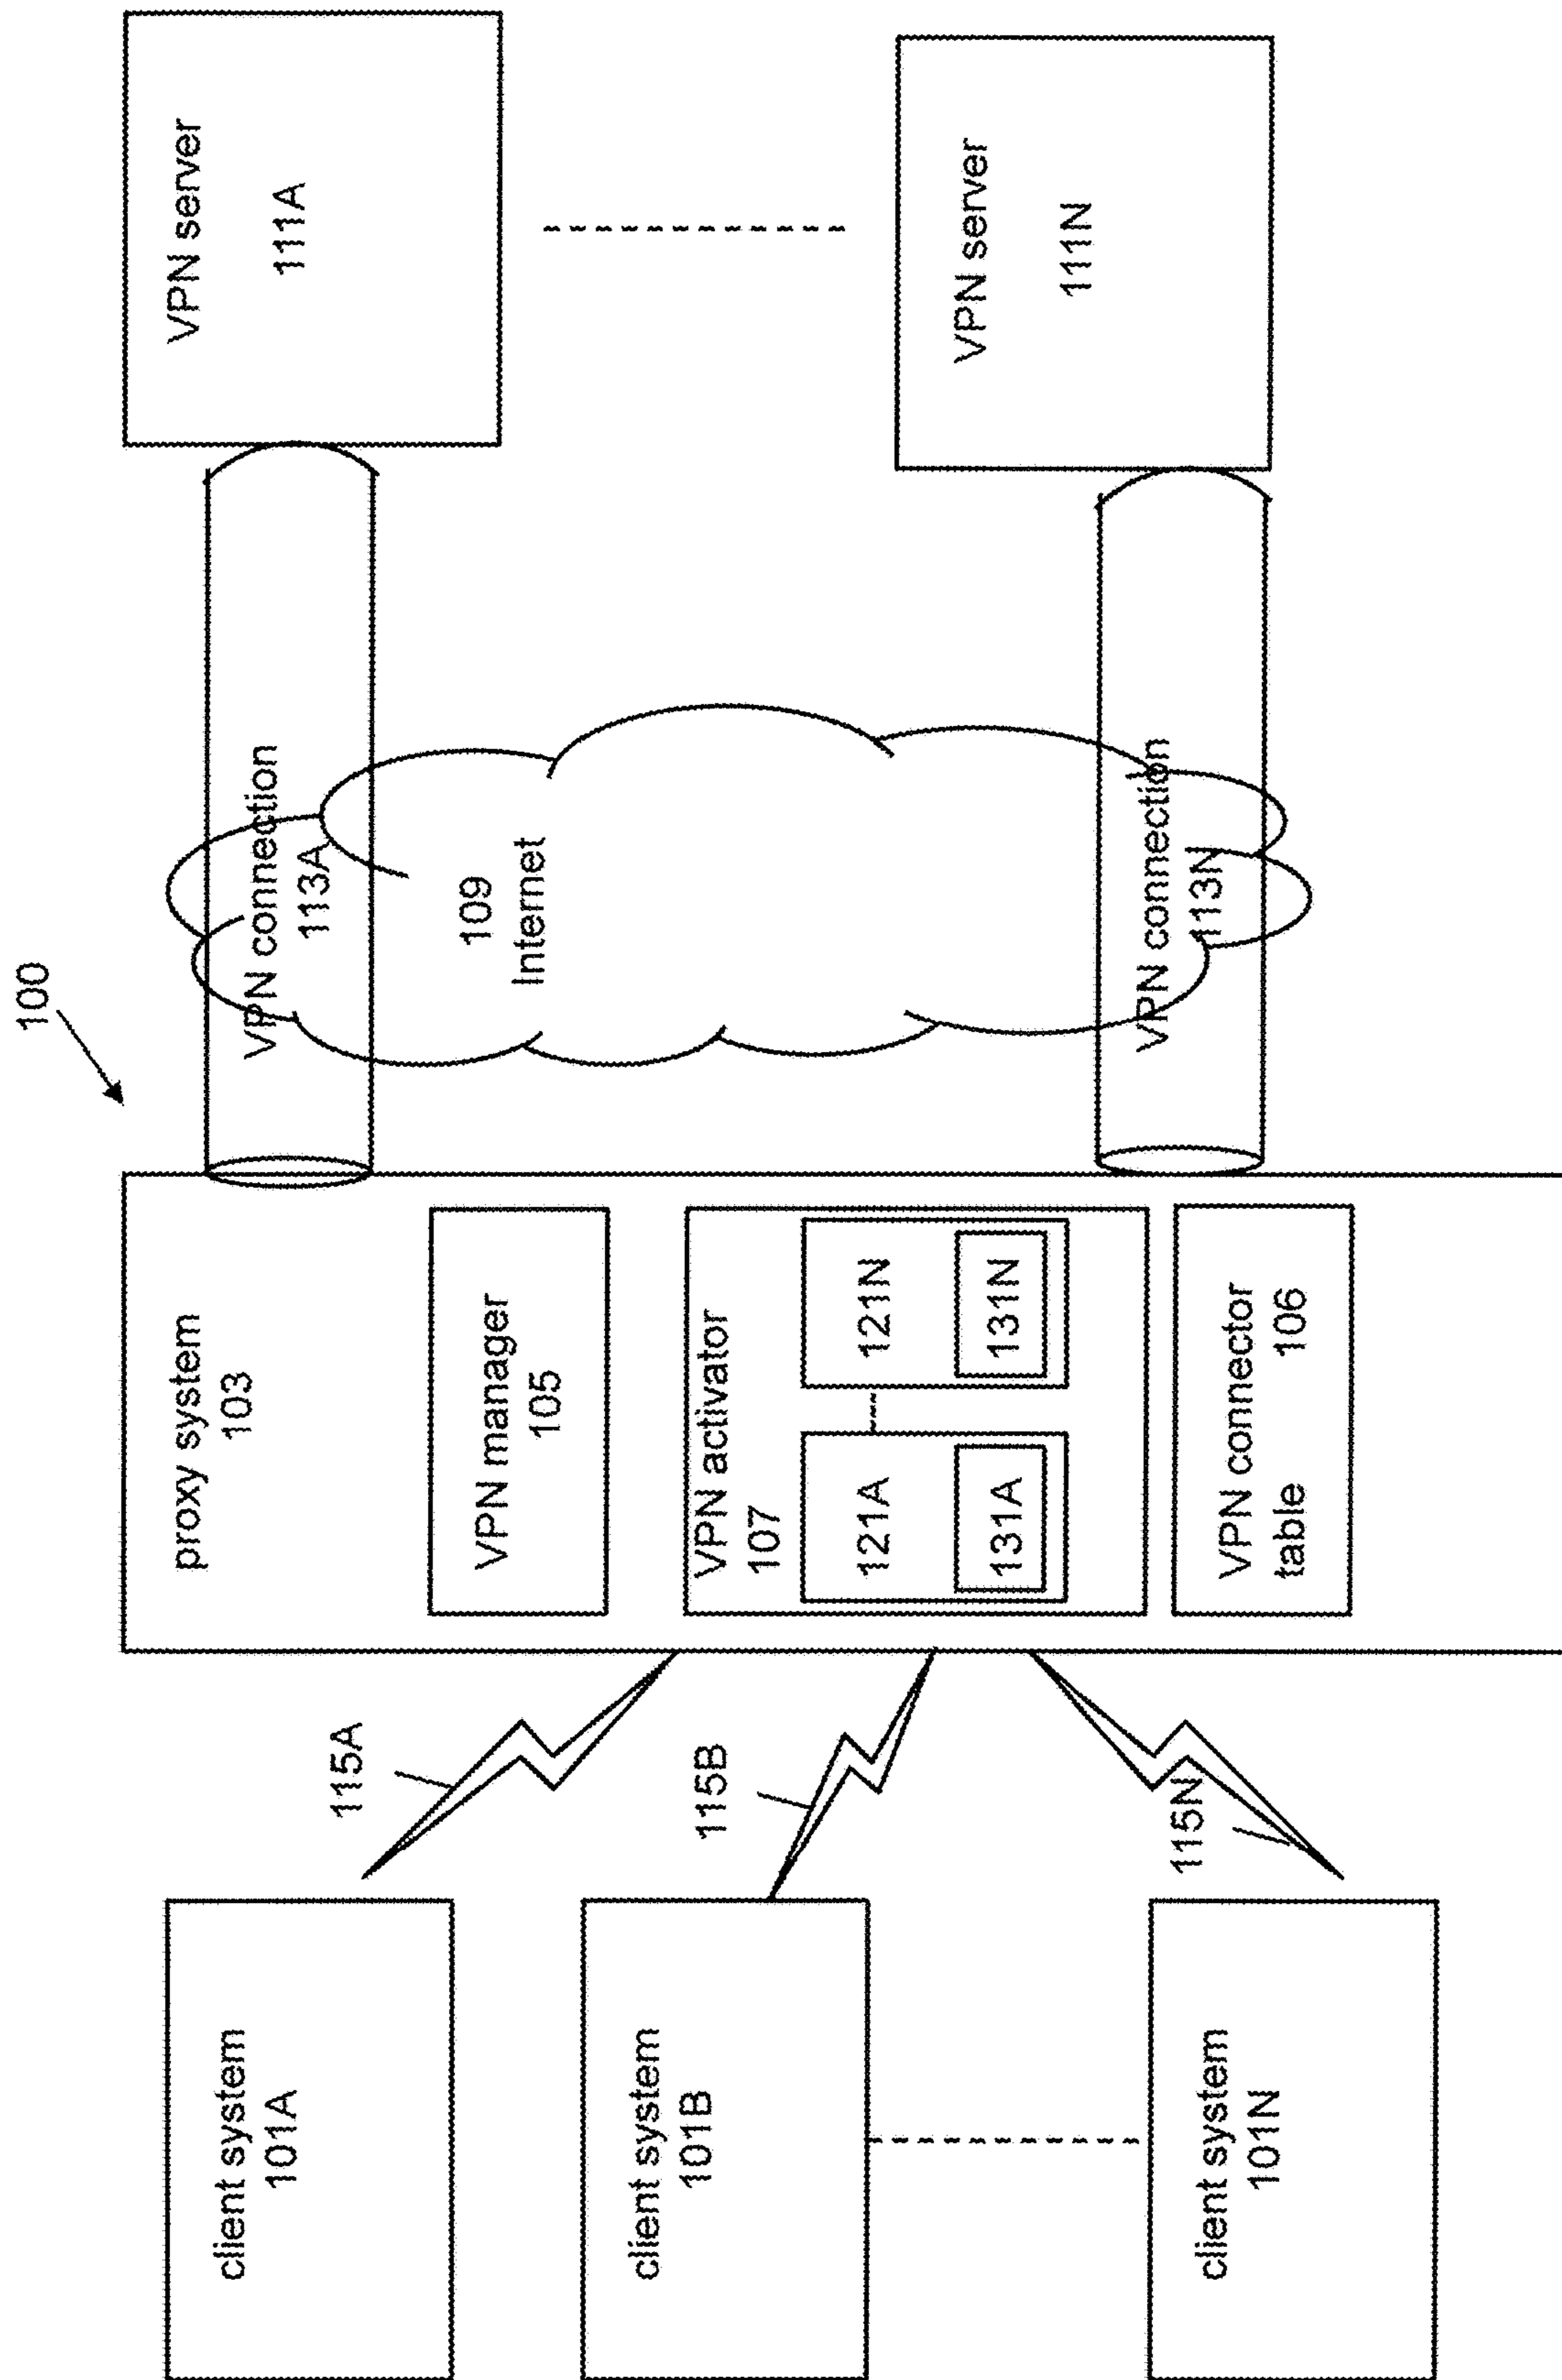 100
client system
101A
client system
101B
client system
101N
115A
115B
115N
proxy system
103
VPN manager
105
VPN activator
107
121A
131A
121N
131N
VPN connector
table 106
VPN connection
113A
109
Internet
VPN connection
113N
VPN server
111A
VPN server
111N